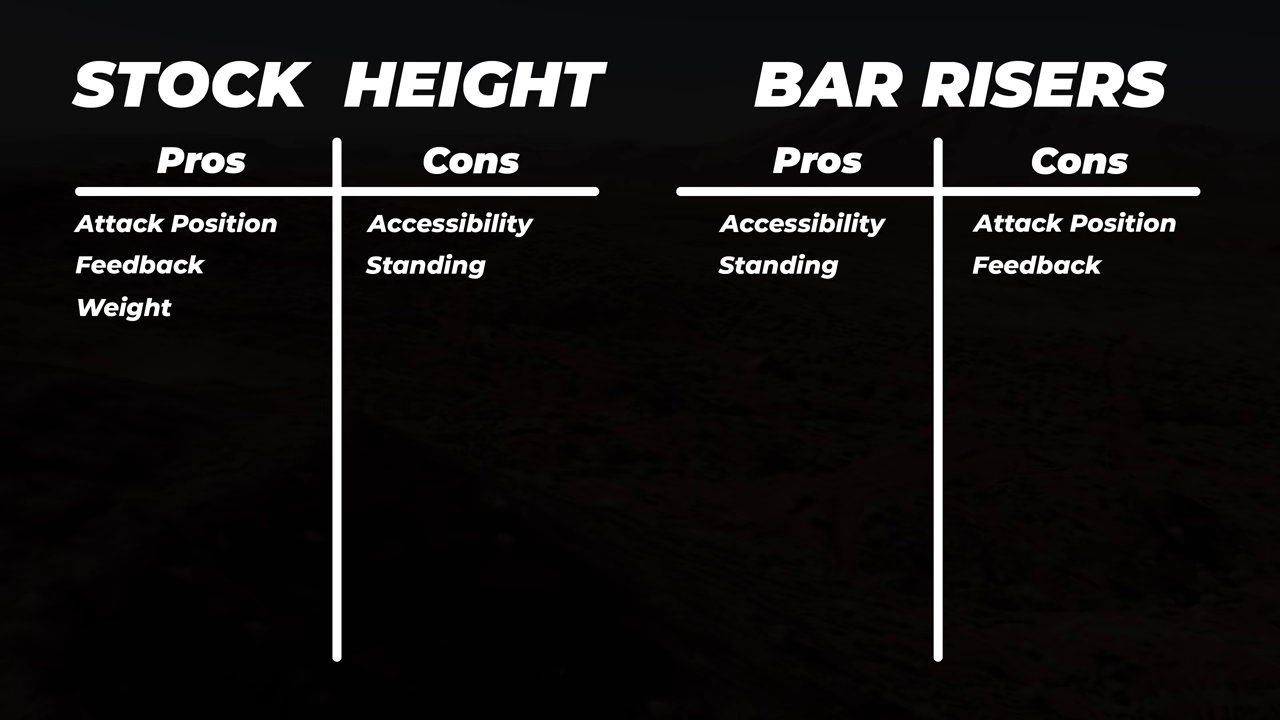 STOCK HEIGHT
Pros
Cons
Attack Position
Feedback
Weight
Accessibility
Standing
BAR RISERS
Pros
Cons
Accessibility
Standing
Attack Position
Feedback